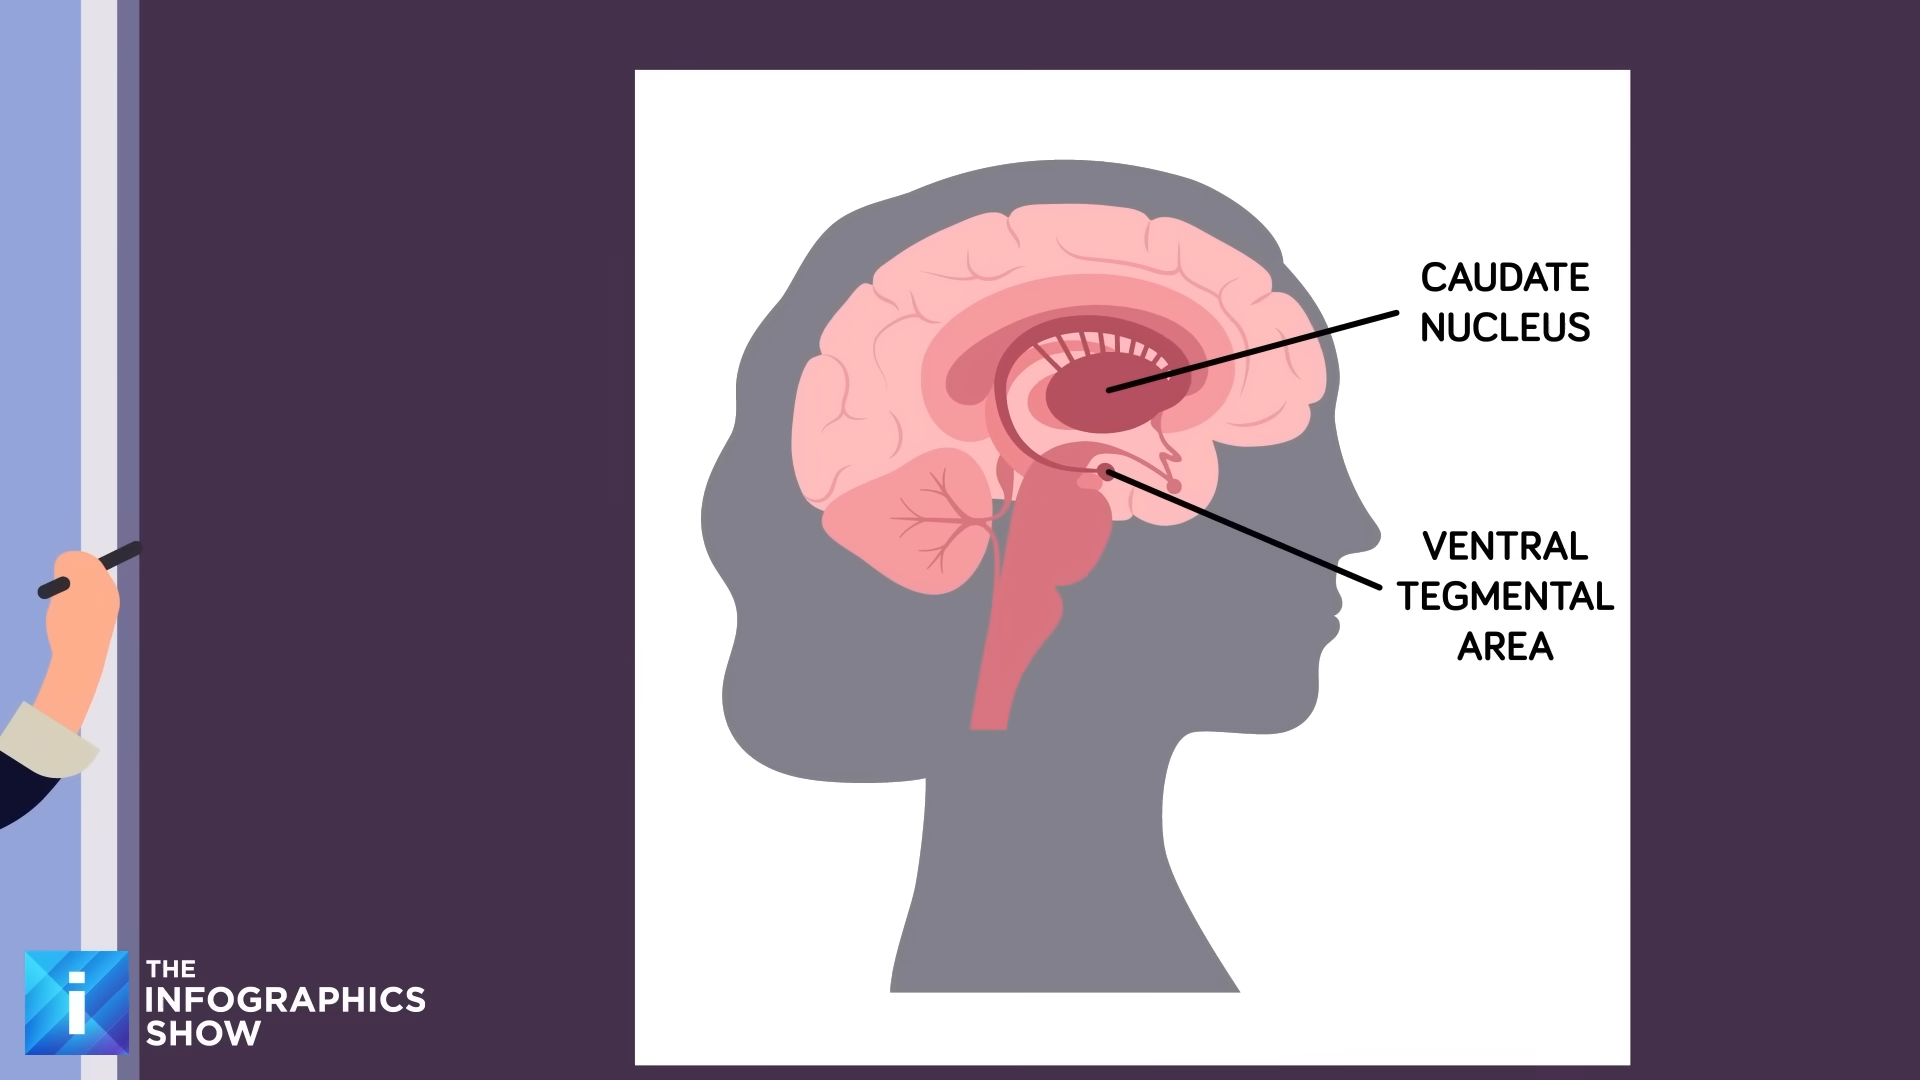 CAUDATE
NUCLEUS
VENTRAL
TEGMENTAL
AREA
i
THE
INFOGRAPHICS
SHOW